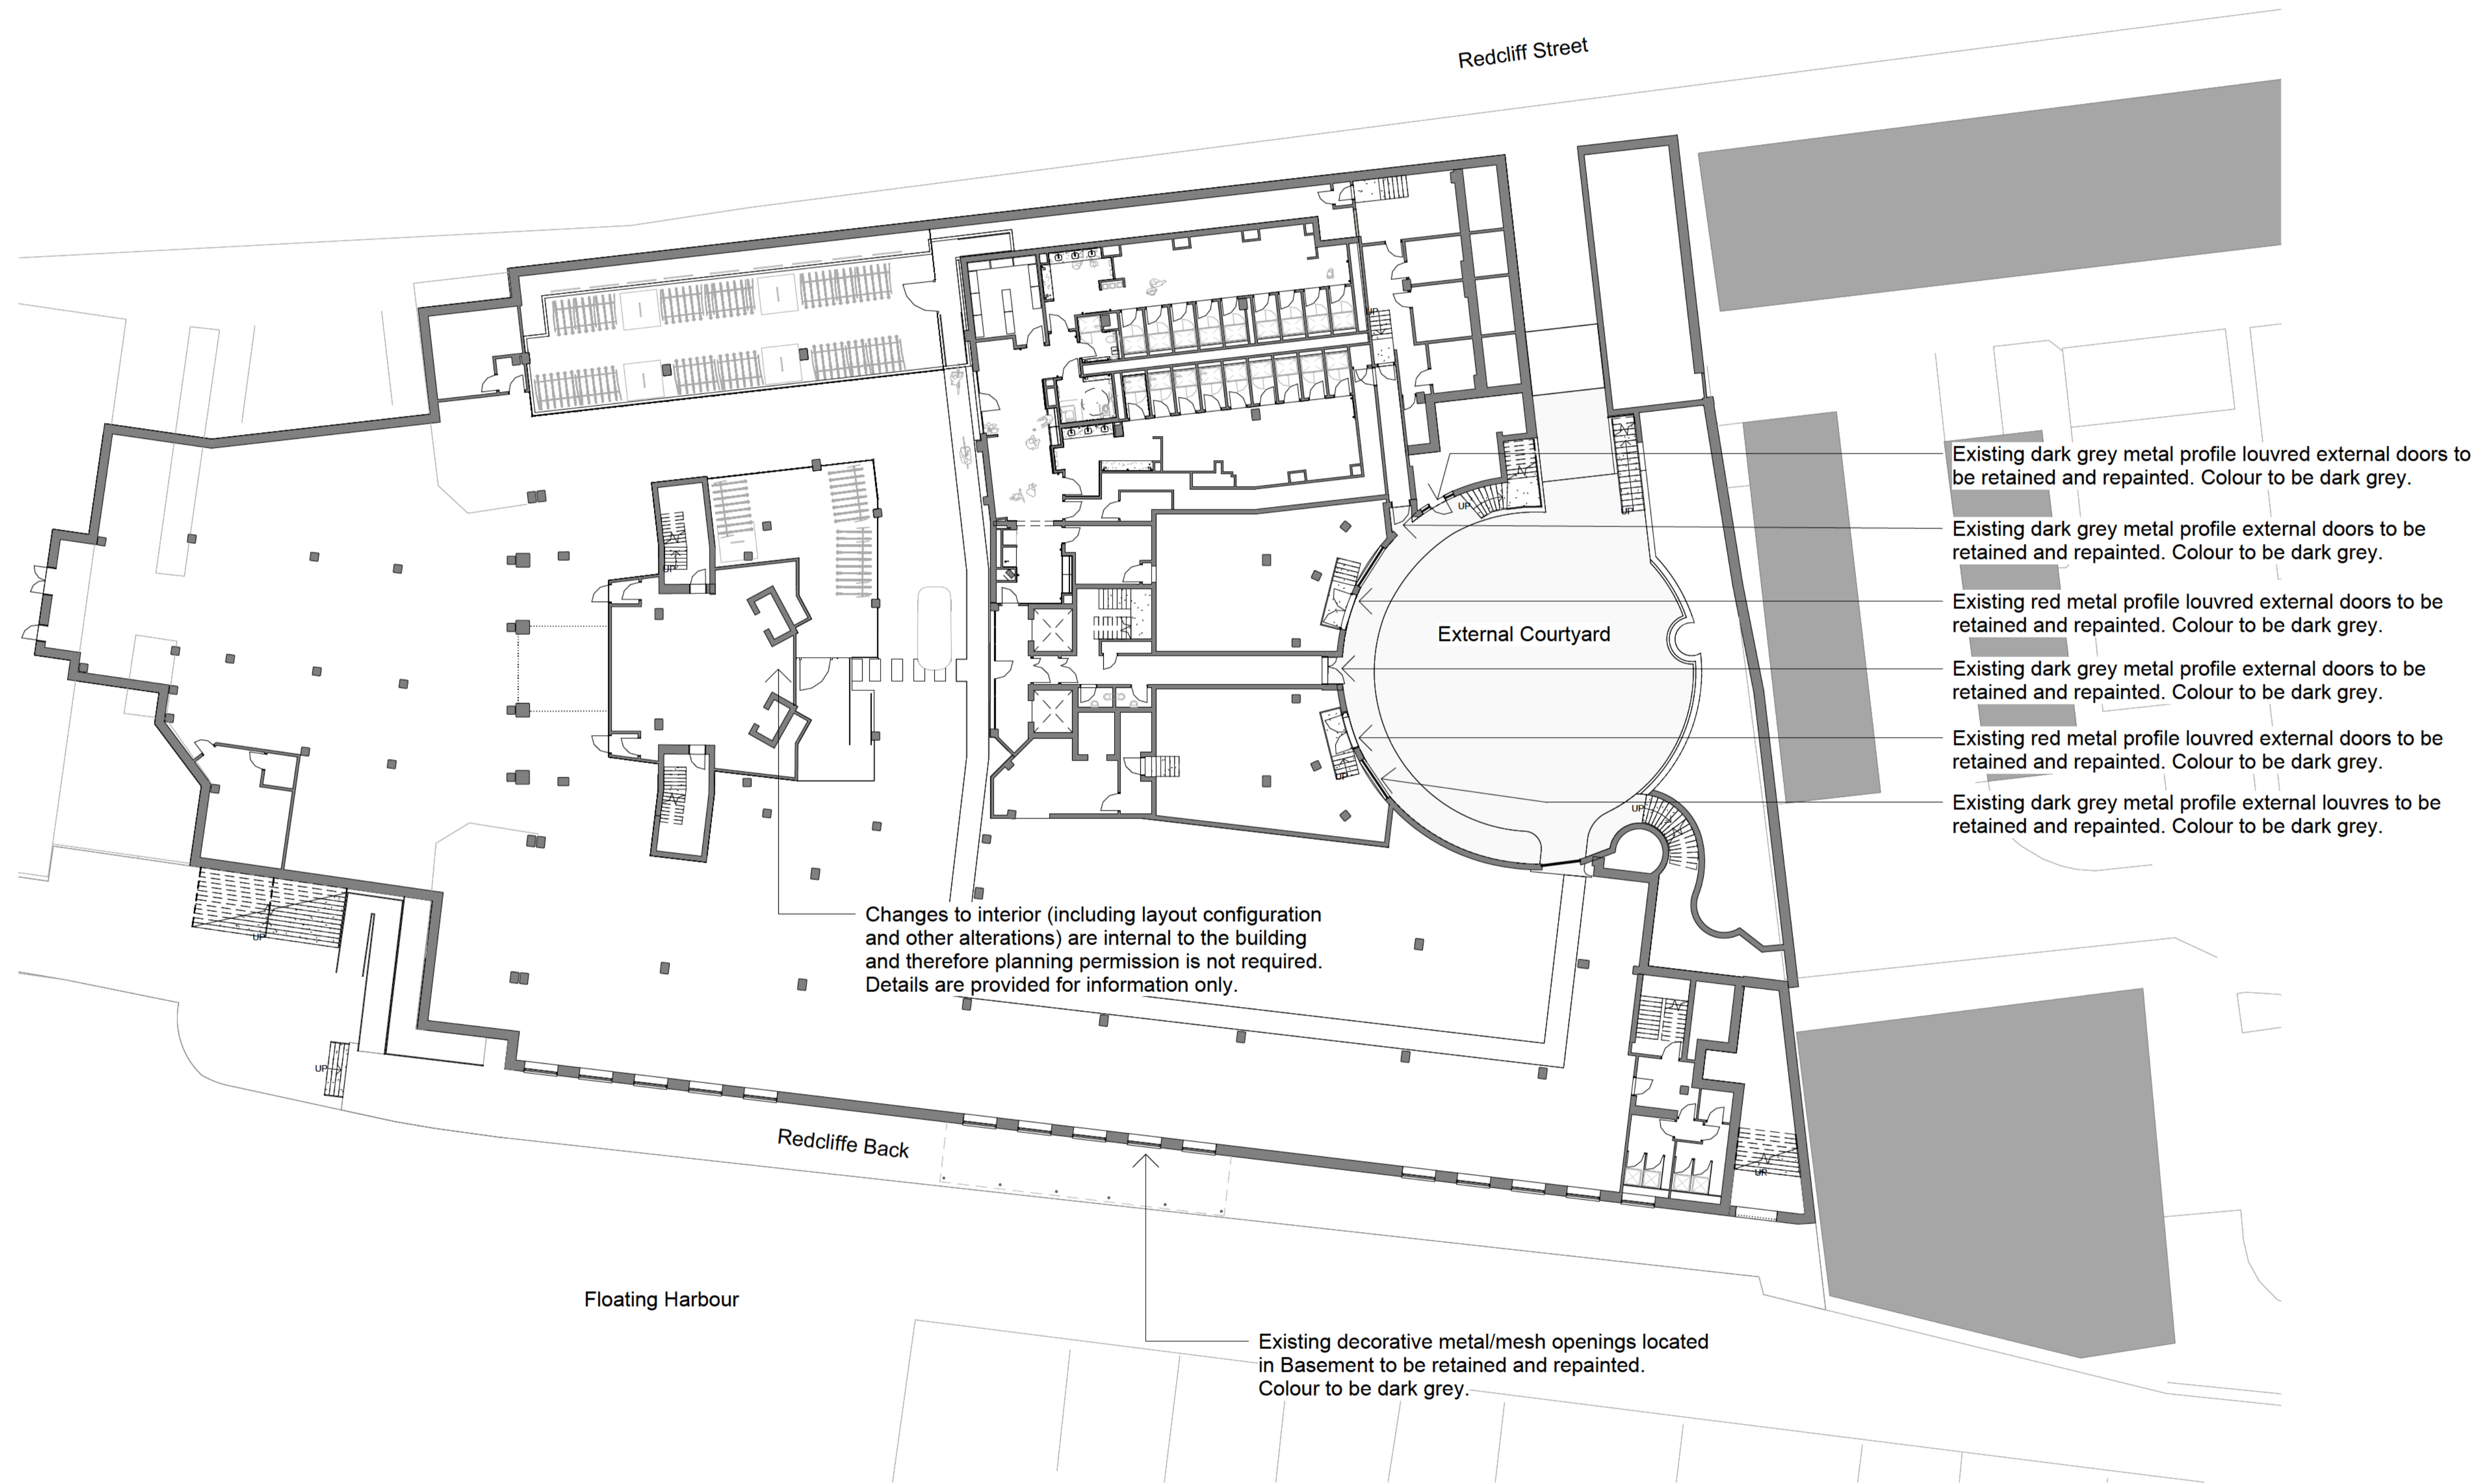 Redcliff Street
Existing dark grey metal profile louvred external doors to
be retained and repainted. Colour to be dark grey.
Existing dark grey metal profile external doors to be
retained and repainted. Colour to be dark grey.
Existing red metal profile louvred external doors to be
retained and repainted. Colour to be dark grey.
External Courtyard
Existing dark grey metal profile external doors to be
retained and repainted. Colour to be dark grey.
Existing red metal profile louvred external doors to be
retained and repainted. Colour to be dark grey.
Existing dark grey metal profile external louvres to be
retained and repainted. Colour to be dark grey.
UP
UP
UP
UP
UP
UP
UP
UP
UP
Changes to interior (including layout configuration
and other alterations) are internal to the building
and therefore planning permission is not required.
Details are provided for information only.
Redcliffe Back
Floating Harbour
Existing decorative metal/mesh openings located
in Basement to be retained and repainted.
Colour to be dark grey.